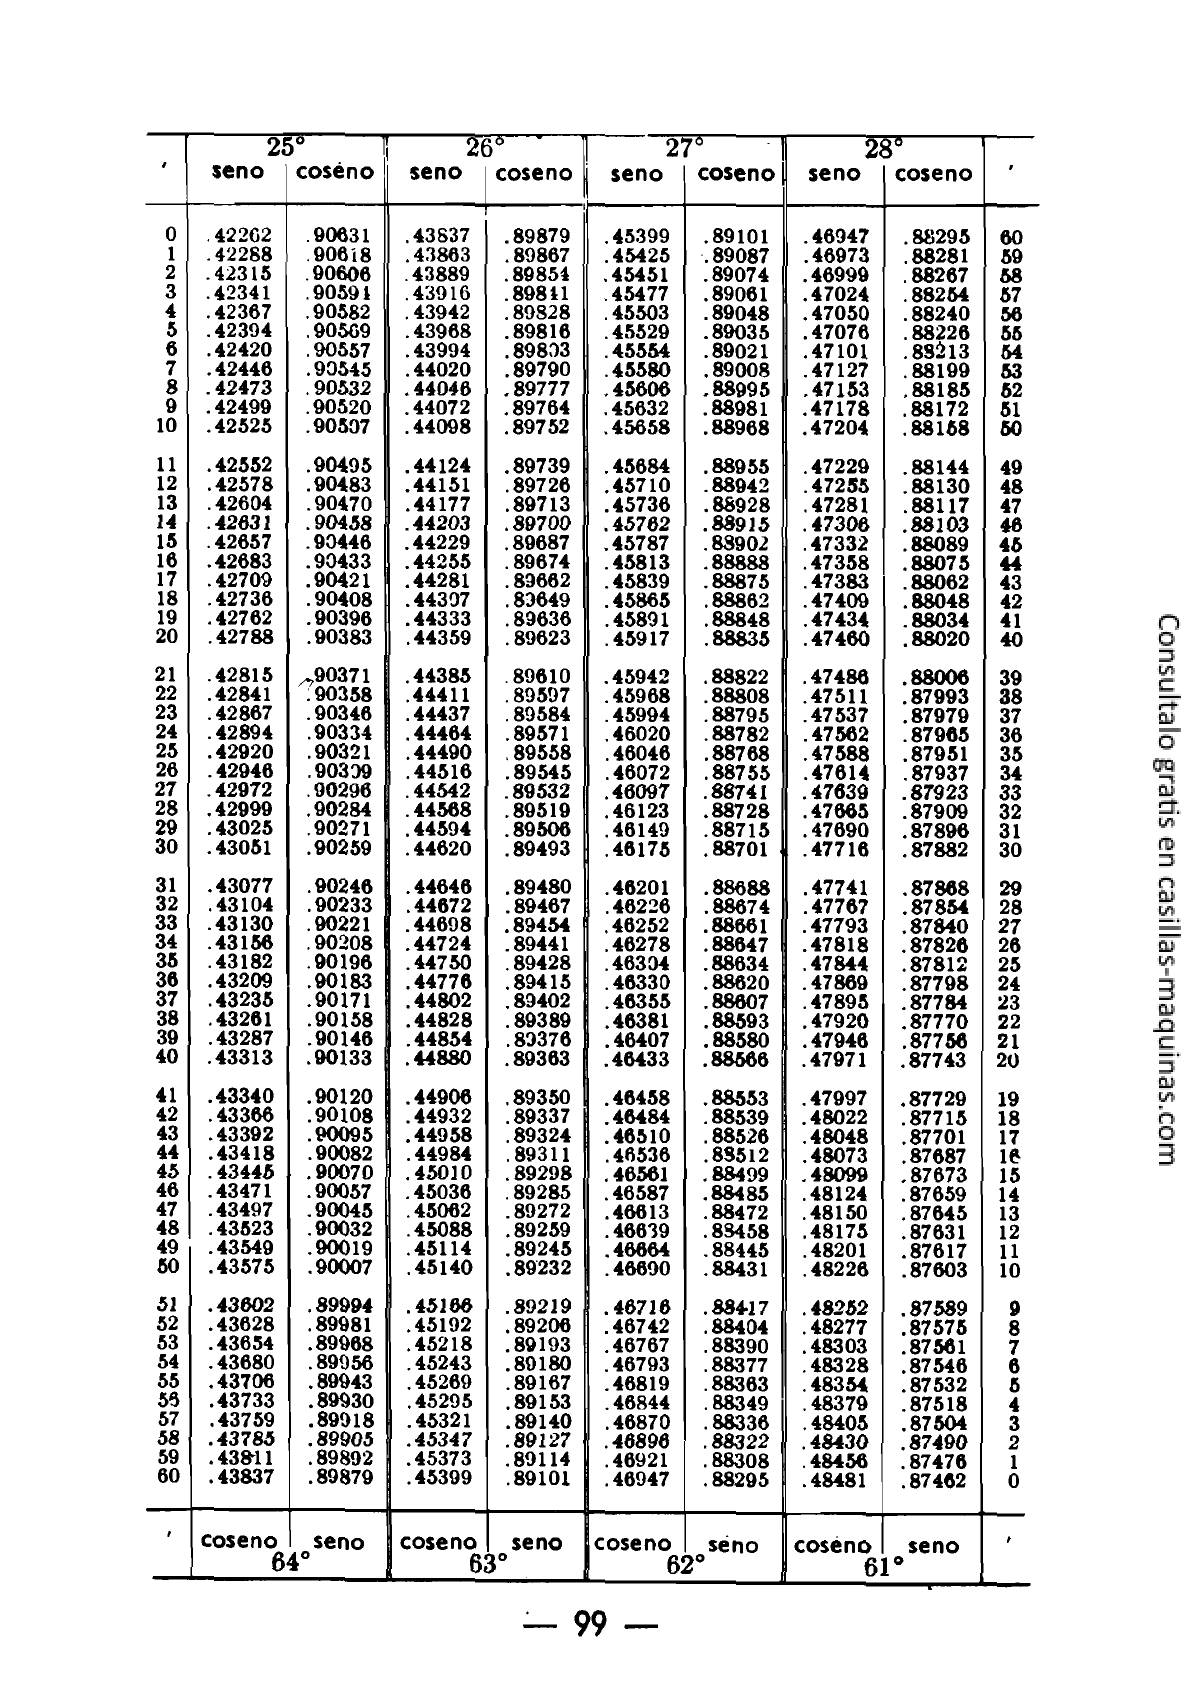 25° 26° 27° 28°
' seno coseno seno coseno seno coseno seno coseno '
0 .42262 .90631 .43837 .89879 .45399 .89101 .46947 .88295 60
1 .42288 .90618 .43863 .89867 .45425 .89087 .46973 .88281 59
2 .42315 .90606 .43889 .89854 .45451 .89074 .46999 .88267 58
3 .42341 .90594 .43916 .89841 .45477 .89061 .47024 .88254 57
4 .42367 .90582 .43942 .89828 .45503 .89048 .47050 .88240 56
5 .42394 .90569 .43968 .89816 .45529 .89035 .47076 .88226 55
6 .42420 .90557 .43994 .89803 .45554 .89021 .47101 .88213 54
7 .42446 .90545 .44020 .89790 .45580 .89008 .47127 .88199 53
8 .42473 .90532 .44046 .89777 .45606 .88995 .47153 .88185 52
9 .42499 .90520 .44072 .89764 .45632 .88981 .47178 .88172 51
10 .42525 .90507 .44098 .89752 .45658 .88968 .47204 .88158 50
11 .42552 .90495 .44124 .89739 .45684 .88955 .47229 .88144 49
12 .42578 .90483 .44151 .89726 .45710 .88942 .47255 .88130 48
13 .42604 .90470 .44177 .89713 .45736 .88928 .47281 .88117 47
14 .42631 .90458 .44203 .89700 .45762 .88915 .47306 .88103 46
15 .42657 .90446 .44229 .89687 .45787 .88902 .47332 .88089 45
16 .42683 .90433 .44255 .89674 .45813 .88888 .47358 .88075 44
17 .42709 .90421 .44281 .89662 .45839 .88875 .47383 .88062 43
18 .42736 .90408 .44307 .89649 .45865 .88862 .47409 .88048 42
19 .42762 .90396 .44333 .89636 .45891 .88848 .47434 .88034 41
20 .42788 .90383 .44359 .89623 .45917 .88835 .47460 .88020 40
21 .42815 .90371 .44385 .89610 .45942 .88822 .47486 .88006 39
22 .42841 .90358 .44411 .89597 .45968 .88808 .47511 .87993 38
23 .42867 .90346 .44437 .89584 .45994 .88795 .47537 .87979 37
24 .42894 .90334 .44464 .89571 .46020 .88782 .47562 .87965 36
25 .42920 .90321 .44490 .89558 .46046 .88768 .47588 .87951 35
26 .42946 .90309 .44516 .89545 .46072 .88755 .47614 .87937 34
27 .42972 .90296 .44542 .89532 .46097 .88741 .47639 .87923 33
28 .42999 .90284 .44568 .89519 .46123 .88728 .47665 .87909 32
29 .43025 .90271 .44594 .89506 .46149 .88715 .47690 .87896 31
30 .43051 .90259 .44620 .89493 .46175 .88701 .47716 .87882 30
31 .43077 .90246 .44646 .89480 .46201 .88688 .47741 .87868 29
32 .43104 .90233 .44672 .89467 .46226 .88674 .47767 .87854 28
33 .43130 .90221 .44698 .89454 .46252 .88661 .47793 .87840 27
34 .43156 .90208 .44724 .89441 .46278 .88647 .47818 .87826 26
35 .43182 .90196 .44750 .89428 .46304 .88634 .47844 .87812 25
36 .43209 .90183 .44776 .89415 .46330 .88620 .47869 .87798 24
37 .43235 .90171 .44802 .89402 .46355 .88607 .47895 .87784 23
38 .43261 .90158 .44828 .89389 .46381 .88593 .47920 .87770 22
39 .43287 .90146 .44854 .89376 .46407 .88580 .47946 .87756 21
40 .43313 .90133 .44880 .89363 .46433 .88566 .47971 .87743 20
41 .43340 .90120 .44906 .89350 .46458 .88553 .47997 .87729 19
42 .43366 .90108 .44932 .89337 .46484 .88539 .48022 .87715 18
43 .43392 .90095 .44958 .89324 .46510 .88526 .48048 .87701 17
44 .43418 .90082 .44984 .89311 .46536 .88512 .48073 .87687 16
45 .43445 .90070 .45010 .89298 .46561 .88499 .48099 .87673 15
46 .43471 .90057 .45036 .89285 .46587 .88485 .48124 .87659 14
47 .43497 .90045 .45062 .89272 .46613 .88472 .48150 .87645 13
48 .43523 .90032 .45088 .89259 .46639 .88458 .48175 .87631 12
49 .43549 .90019 .45114 .89245 .46664 .88445 .48201 .87617 11
50 .43575 .90007 .45140 .89232 .46690 .88431 .48226 .87603 10
51 .43602 .89994 .45166 .89219 .46716 .88417 .48252 .87589 9
52 .43628 .89981 .45192 .89206 .46742 .88404 .48277 .87575 8
53 .43654 .89968 .45218 .89193 .46767 .88390 .48303 .87561 7
54 .43680 .89956 .45243 .89180 .46793 .88377 .48328 .87546 6
55 .43706 .89943 .45269 .89167 .46819 .88363 .48354 .87532 5
56 .43733 .89930 .45295 .89153 .46844 .88349 .48379 .87518 4
57 .43759 .89918 .45321 .89140 .46870 .88336 .48405 .87504 3
58 .43785 .89905 .45347 .89127 .46896 .88322 .48430 .87490 2
59 .43811 .89892 .45373 .89114 .46921 .88308 .48456 .87476 1
60 .43837 .89879 .45399 .89101 .46947 .88295 .48481 .87462 0
' coseno seno coseno seno coseno seno coseno seno '
64° 63° 62° 61°
— 99 —
Consultalo gratis en casillas-maquinas.com